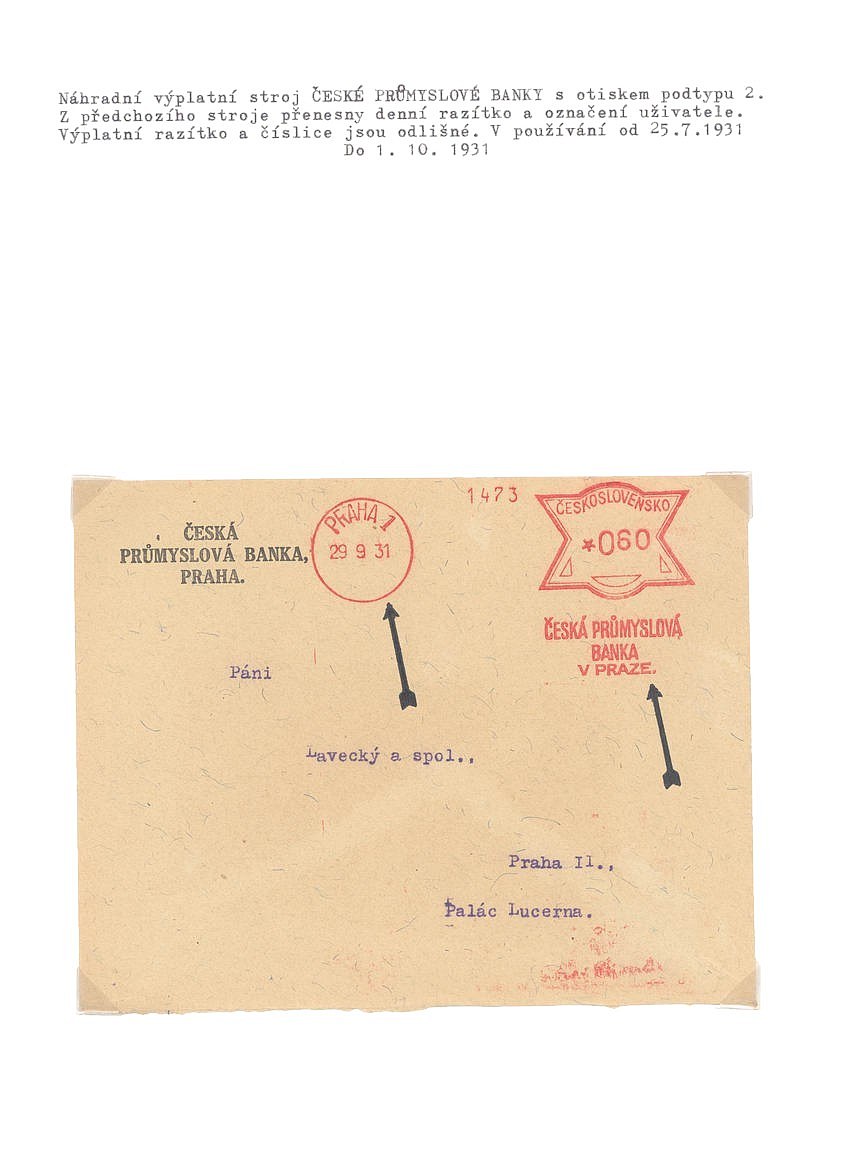 Náhradní výplatní stroj ČESKÉ PRŮMYSLOVÉ BANKY s otiskem podtypu 2.
Z předchozího stroje přenesny denní razítko a označení uživatele.
Výplatní razítko a číslice jsou odlišné. V používání od 25.7.1931
Do 1. 10. 1931
ČESKÁ
PRŮMYSLOVÁ BANKA,
PRAHA.
PRAHA 1
29 9 31
1473
ČESKOSLOVENSKO
*060
ČESKÁ PRŮMYSLOVÁ
BANKA
V PRAZE.
Páni
Lavecký a spol.,
Praha II.,
Palác Lucerna.